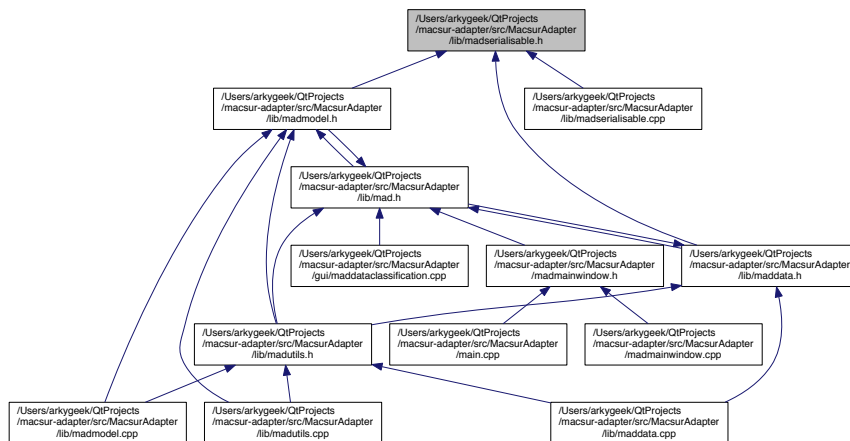 /Users/arkygeek/QtProjects
/macsur-adapter/src/MacsurAdapter
/lib/madserialisable.h
/Users/arkygeek/QtProjects
/macsur-adapter/src/MacsurAdapter
/lib/madmodel.h
/Users/arkygeek/QtProjects
/macsur-adapter/src/MacsurAdapter
/lib/madserialisable.cpp
/Users/arkygeek/QtProjects
/macsur-adapter/src/MacsurAdapter
/lib/mad.h
/Users/arkygeek/QtProjects
/macsur-adapter/src/MacsurAdapter
/gui/maddataclassification.cpp
/Users/arkygeek/QtProjects
/macsur-adapter/src/MacsurAdapter
/madmainwindow.h
/Users/arkygeek/QtProjects
/macsur-adapter/src/MacsurAdapter
/lib/maddata.h
/Users/arkygeek/QtProjects
/macsur-adapter/src/MacsurAdapter
/lib/madutils.h
/Users/arkygeek/QtProjects
/macsur-adapter/src/MacsurAdapter
/main.cpp
/Users/arkygeek/QtProjects
/macsur-adapter/src/MacsurAdapter
/madmainwindow.cpp
/Users/arkygeek/QtProjects
/macsur-adapter/src/MacsurAdapter
/lib/madmodel.cpp
/Users/arkygeek/QtProjects
/macsur-adapter/src/MacsurAdapter
/lib/madutils.cpp
/Users/arkygeek/QtProjects
/macsur-adapter/src/MacsurAdapter
/lib/maddata.cpp